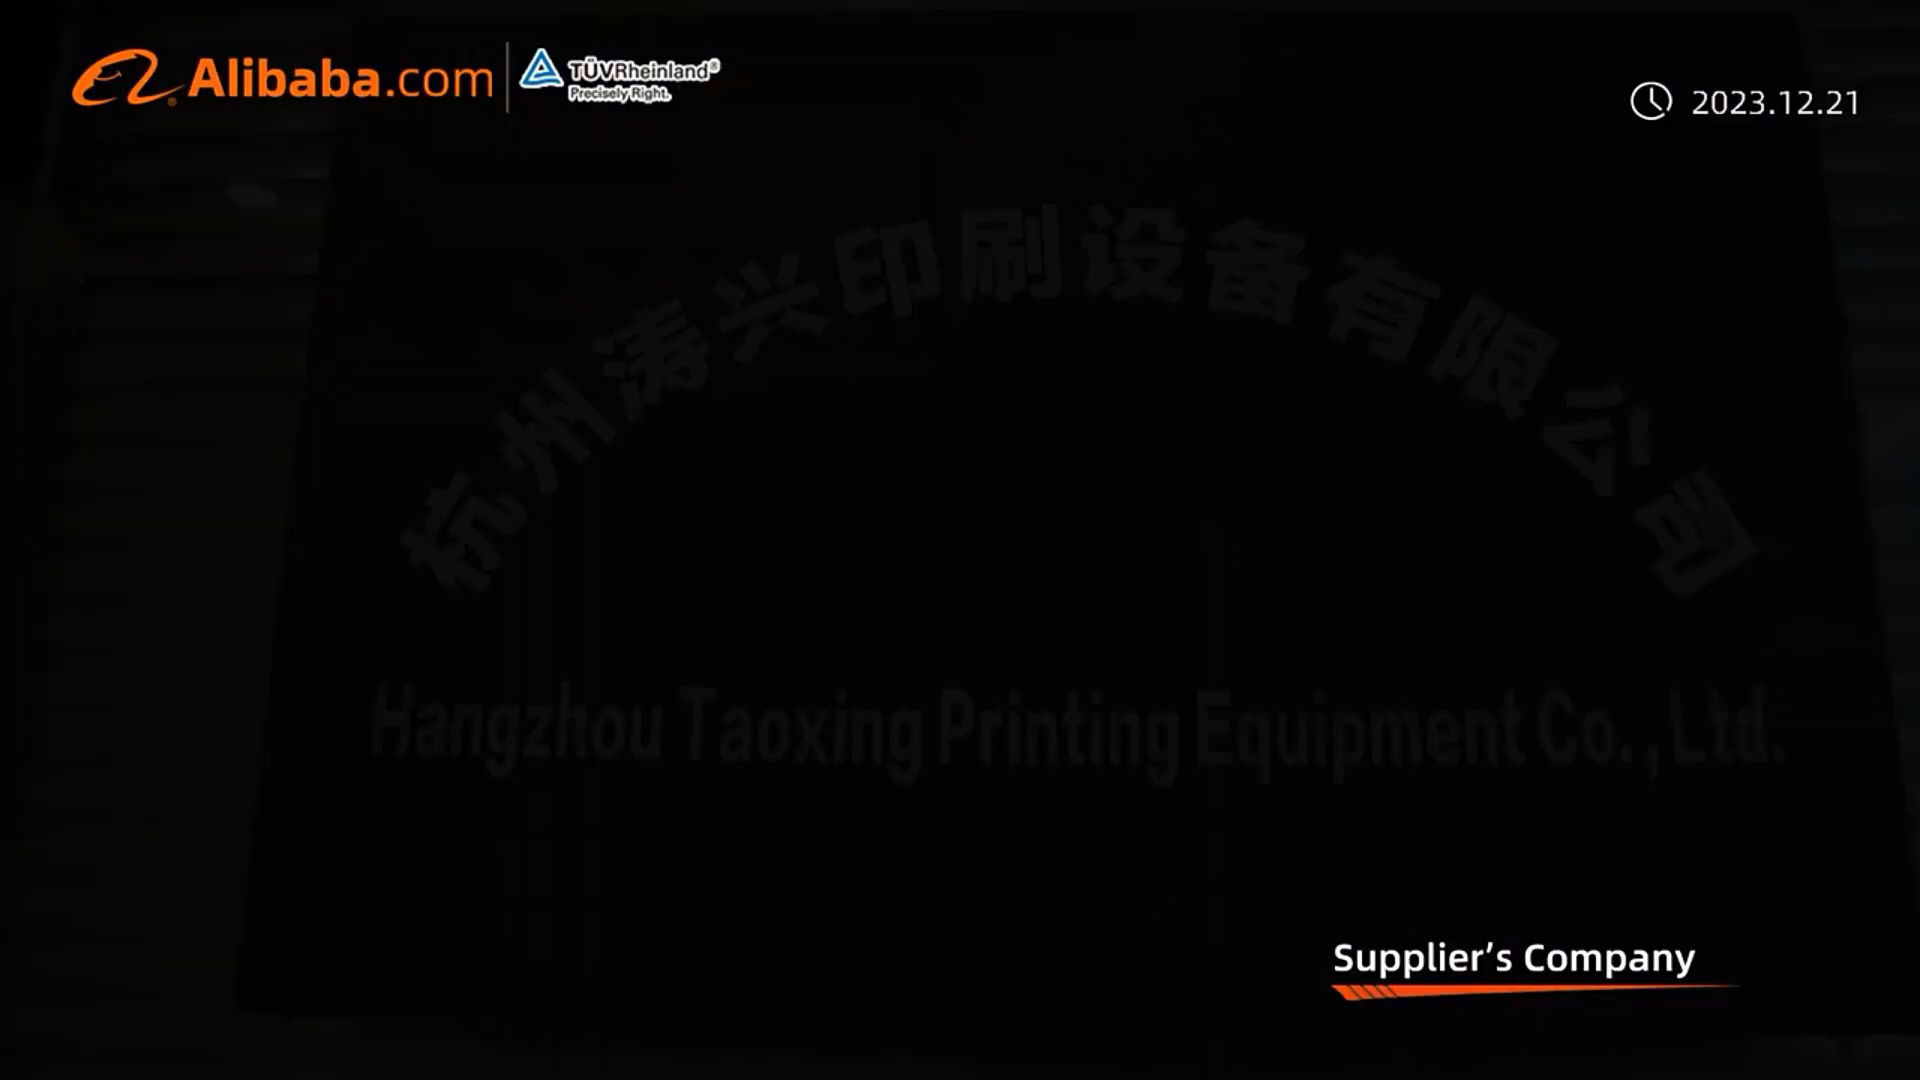 Alibaba.com
TÜVRheinland®
Precisely Right.
2023.12.21
杭州涛兴印刷设备有限公司
Hangzhou Taoxing Printing Equipment Co.,Ltd.
Supplier’s Company